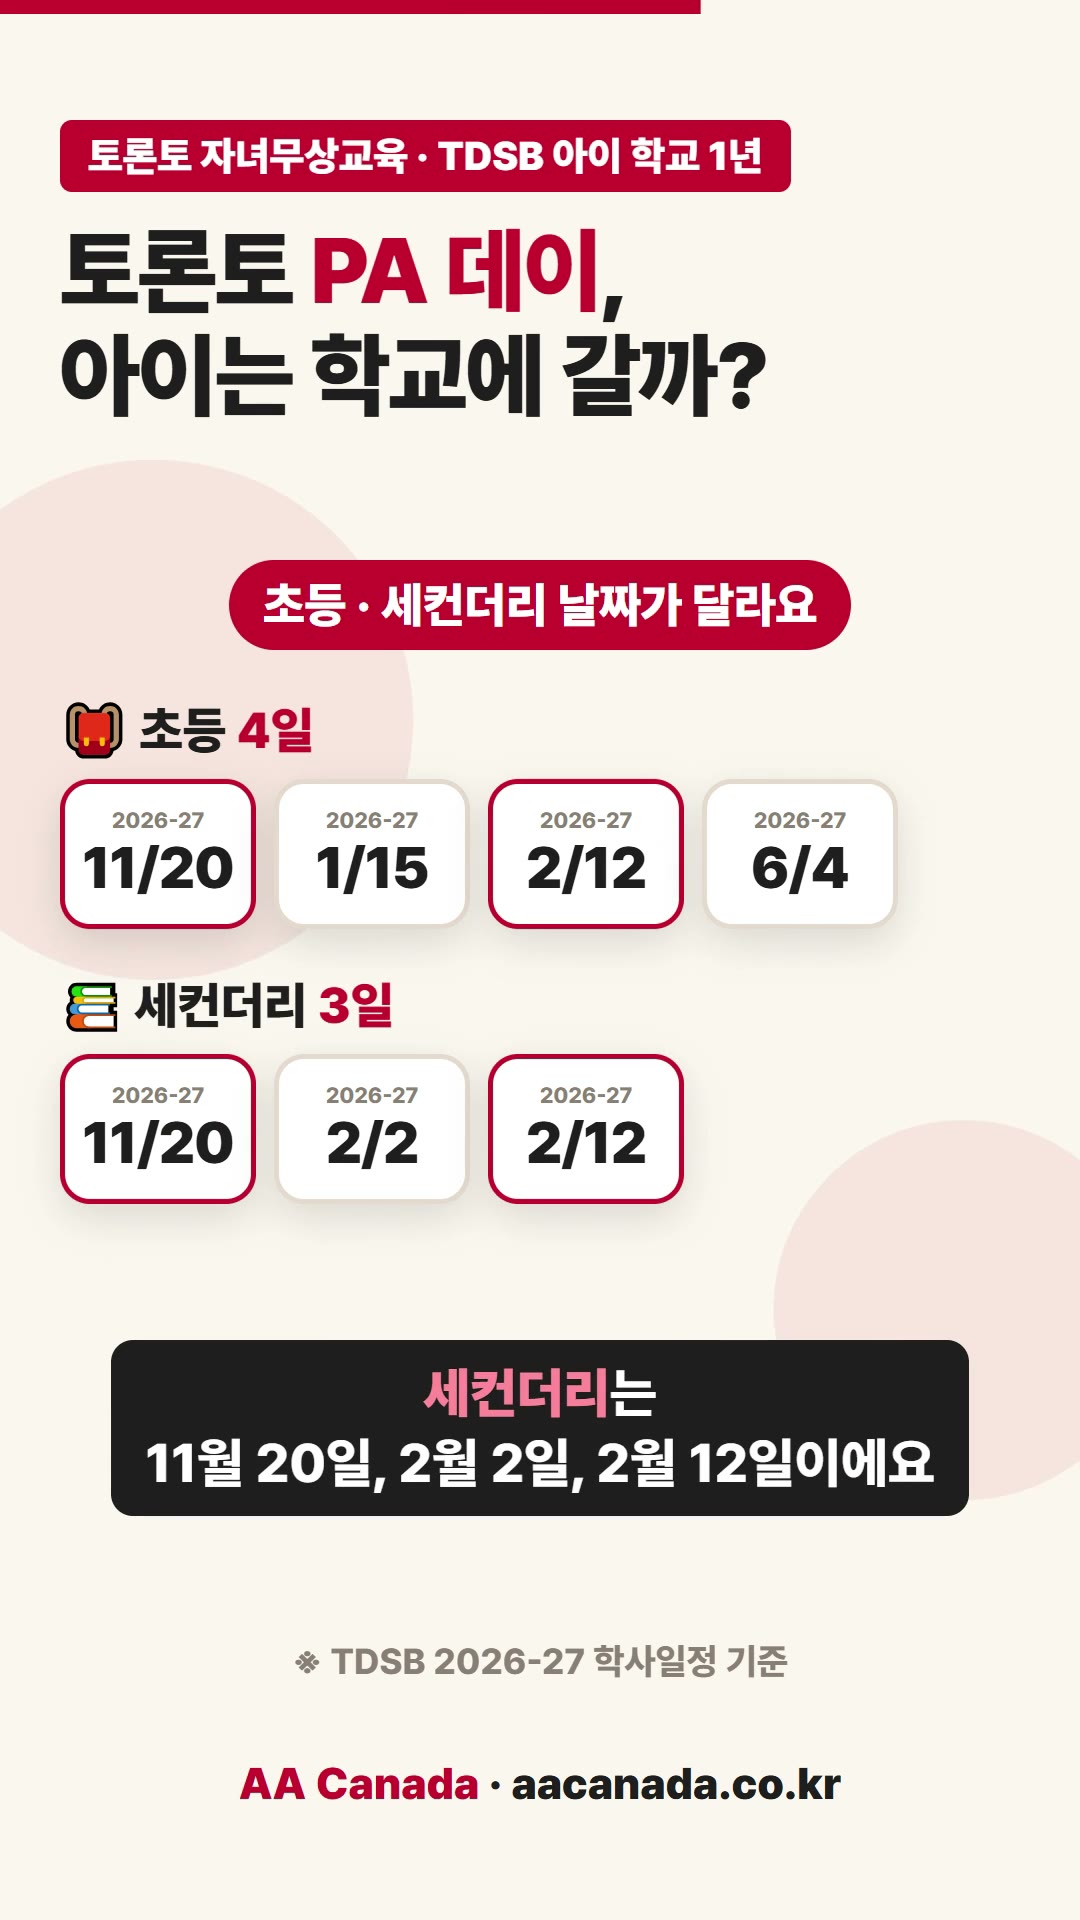 토론토 자녀무상교육 · TDSB 아이 학교 1년
토론토 PA 데이,
아이는 학교에 갈까?
초등 · 세컨더리 날짜가 달라요
초등 4일
2026-27 2026-27 2026-27 2026-27
11/20 1/15 2/12 6/4
세컨더리 3일
2026-27 2026-27 2026-27
11/20 2/2 2/12
세컨더리는
11월 20일, 2월 2일, 2월 12일이에요
※ TDSB 2026-27 학사일정 기준
AA Canada · aacanada.co.kr